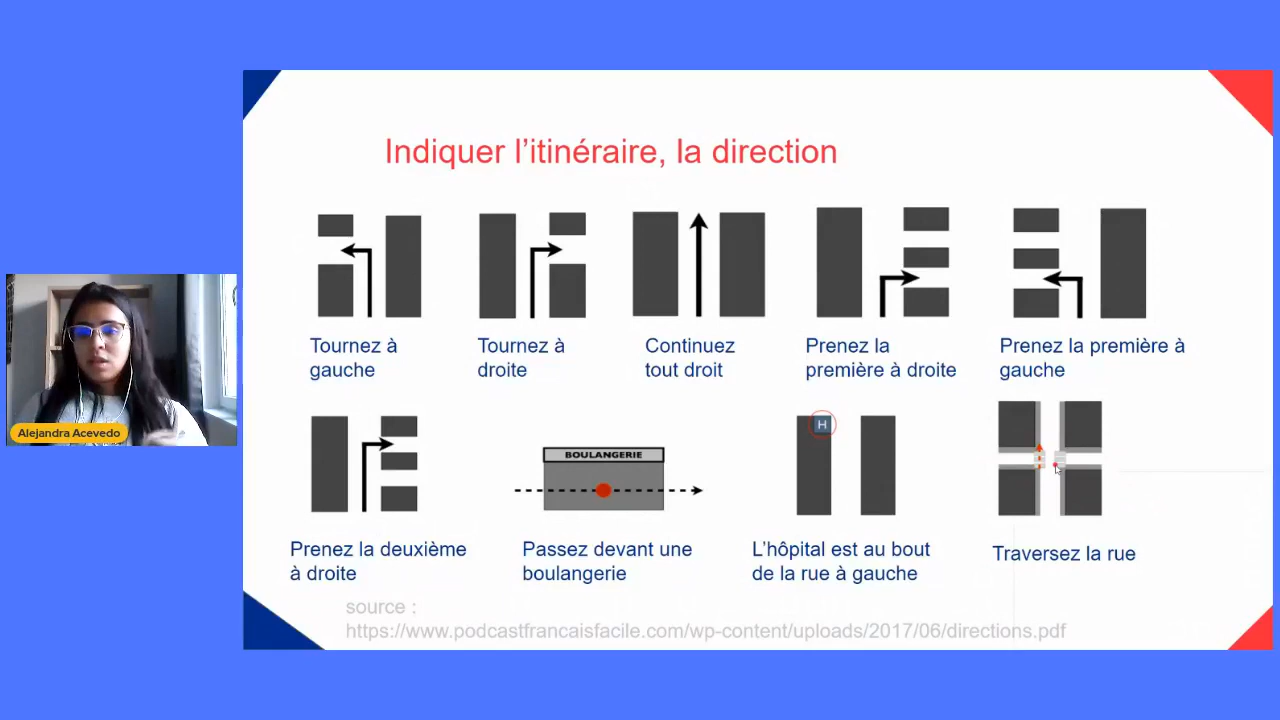 Indiquer l’itinéraire, la direction
Tournez à
gauche
Tournez à
droite
Continuez
tout droit
Prenez la
première à droite
Prenez la première à
gauche
Alejandra Acevedo
BOULANGERIE
H
Prenez la deuxième
à droite
Passez devant une
boulangerie
L’hôpital est au bout
de la rue à gauche
Traversez la rue
source :
https://www.podcastfrancaisfacile.com/wp-content/uploads/2017/06/directions.pdf